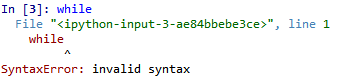 In [3]: while
File "<ipython-input-3-ae84bbebe3ce>", line 1
while
^
SyntaxError: invalid syntax